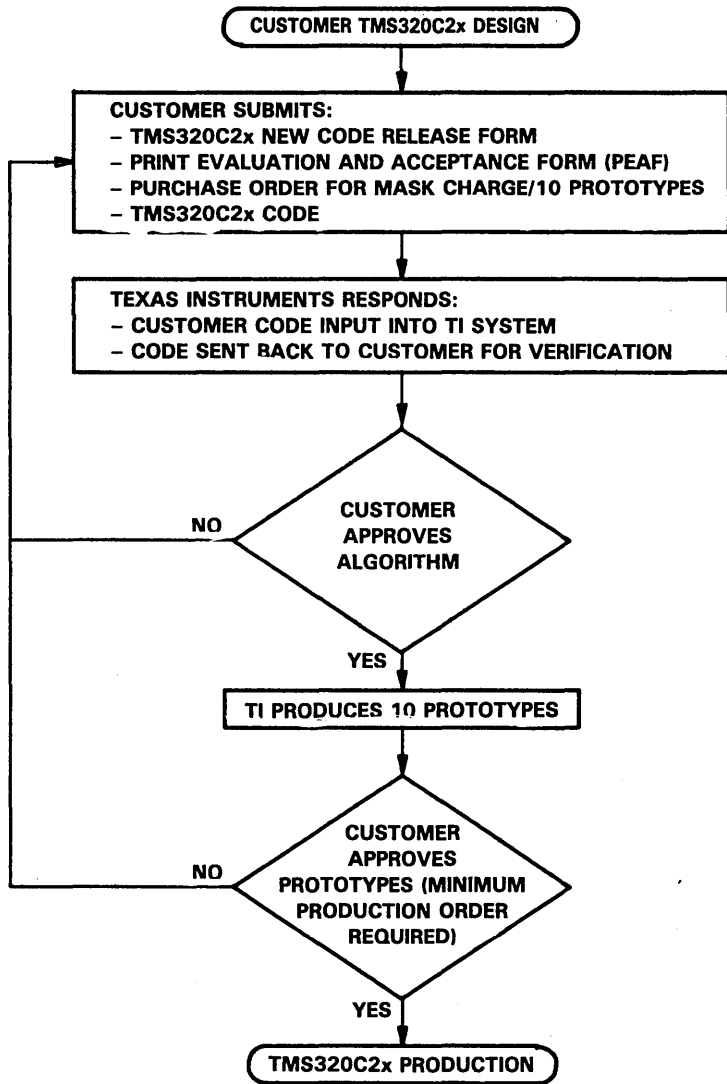 CUSTOMER TMS320C2x DESIGN
CUSTOMER SUBMITS:
– TMS320C2x NEW CODE RELEASE FORM
– PRINT EVALUATION AND ACCEPTANCE FORM (PEAF)
– PURCHASE ORDER FOR MASK CHARGE/10 PROTOTYPES
– TMS320C2x CODE
TEXAS INSTRUMENTS RESPONDS:
– CUSTOMER CODE INPUT INTO TI SYSTEM
– CODE SENT BACK TO CUSTOMER FOR VERIFICATION
NO
CUSTOMER
APPROVES
ALGORITHM
YES
TI PRODUCES 10 PROTOTYPES
NO
CUSTOMER
APPROVES
PROTOTYPES (MINIMUM
PRODUCTION ORDER
REQUIRED)
YES
TMS320C2x PRODUCTION